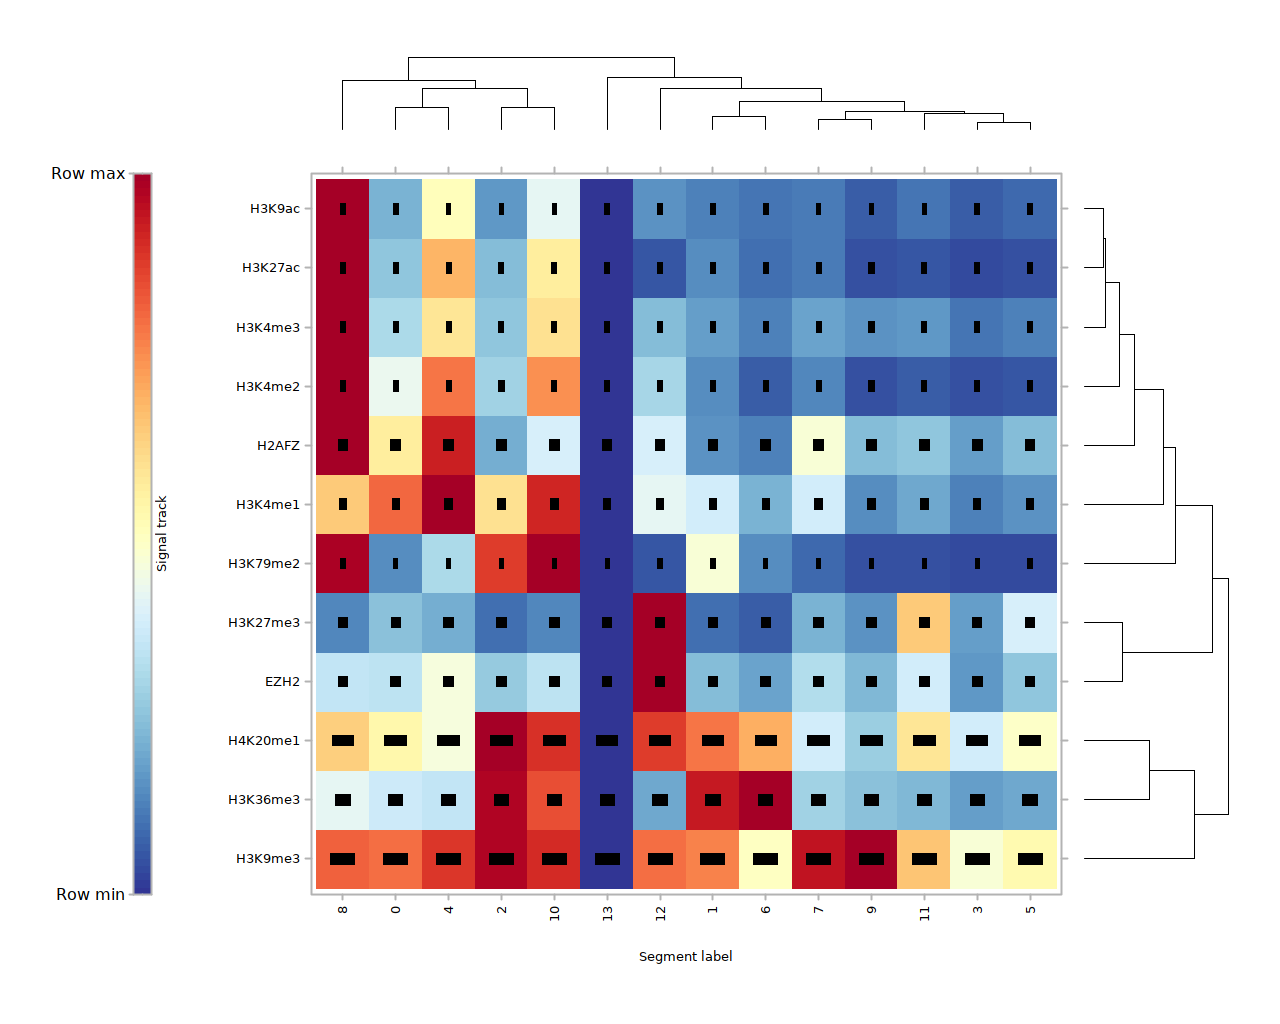 Row max
Signal track
Row min
H3K9ac
H3K27ac
H3K4me3
H3K4me2
H2AFZ
H3K4me1
H3K79me2
H3K27me3
EZH2
H4K20me1
H3K36me3
H3K9me3
8 0 4 2 10 13 12 1 6 7 9 11 3 5
Segment label